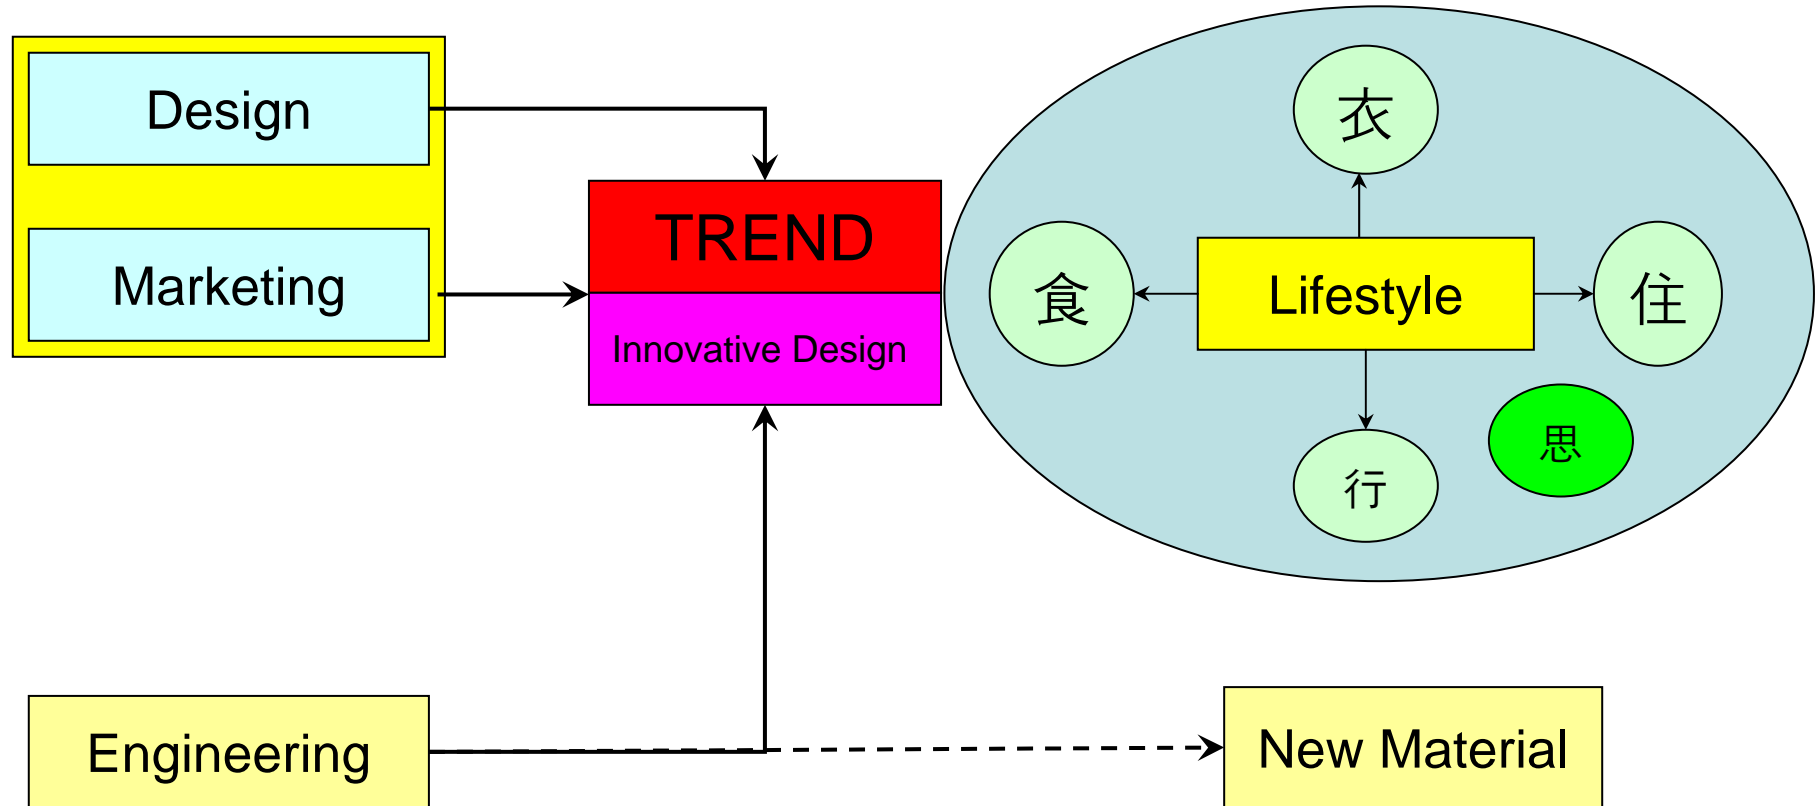 Design
Marketing
TREND
Innovative Design
衣
食
Lifestyle
住
思
行
Engineering
New Material